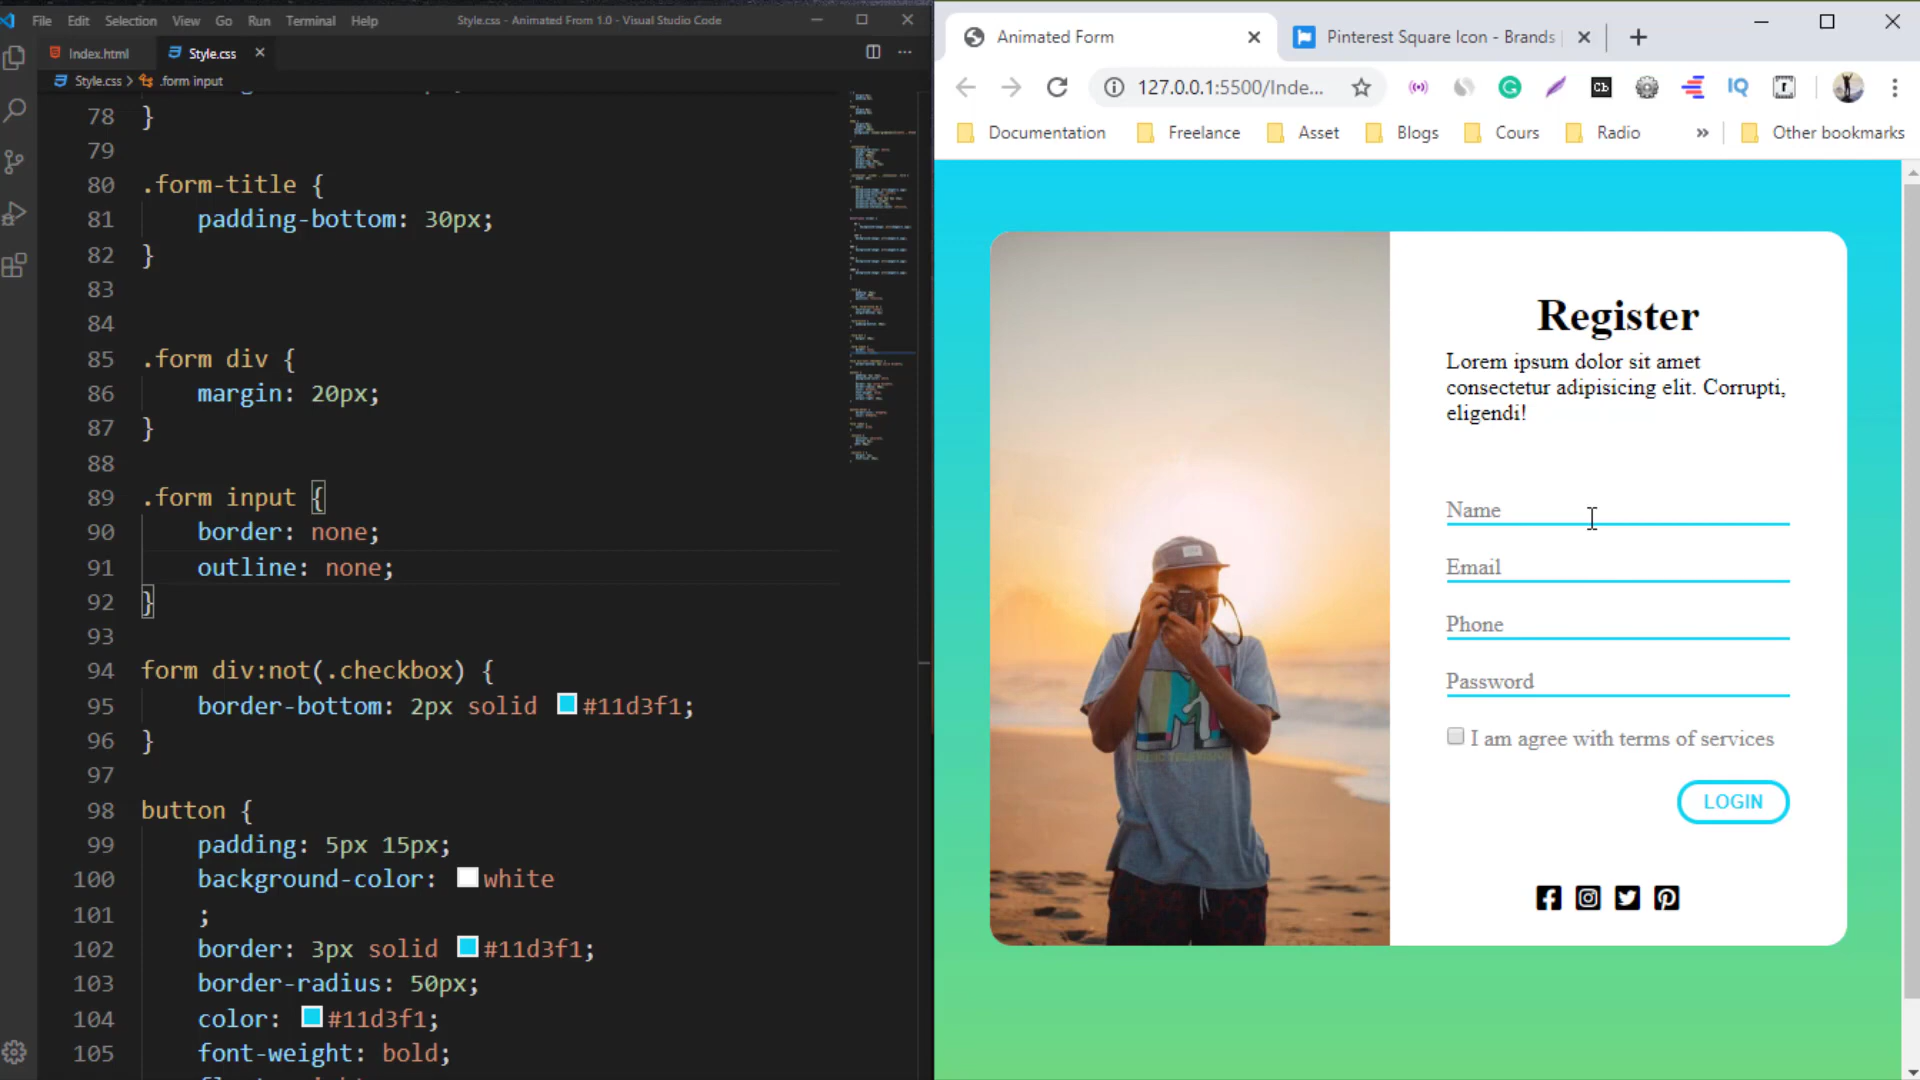 File Edit Selection View Go Run Terminal Help Style.css - Animated From 1.0 - Visual Studio Code
Index.html Style.css
Style.css > .form input
78 }
79
80 .form-title {
81 padding-bottom: 30px;
82 }
83
84
85 .form div {
86 margin: 20px;
87 }
88
89 .form input {
90 border: none;
91 outline: none;
92 }
93
94 form div:not(.checkbox) {
95 border-bottom: 2px solid #11d3f1;
96 }
97
98 button {
99 padding: 5px 15px;
100 background-color: white
101 ;
102 border: 3px solid #11d3f1;
103 border-radius: 50px;
104 color: #11d3f1;
105 font-weight: bold;
Animated Form Pinterest Square Icon - Brands
127.0.0.1:5500/Inde...
Documentation Freelance Asset Blogs Cours Radio » Other bookmarks
Register
Lorem ipsum dolor sit amet
consectetur adipisicing elit. Corrupti,
eligendi!
Name
Email
Phone
Password
I am agree with terms of services
LOGIN